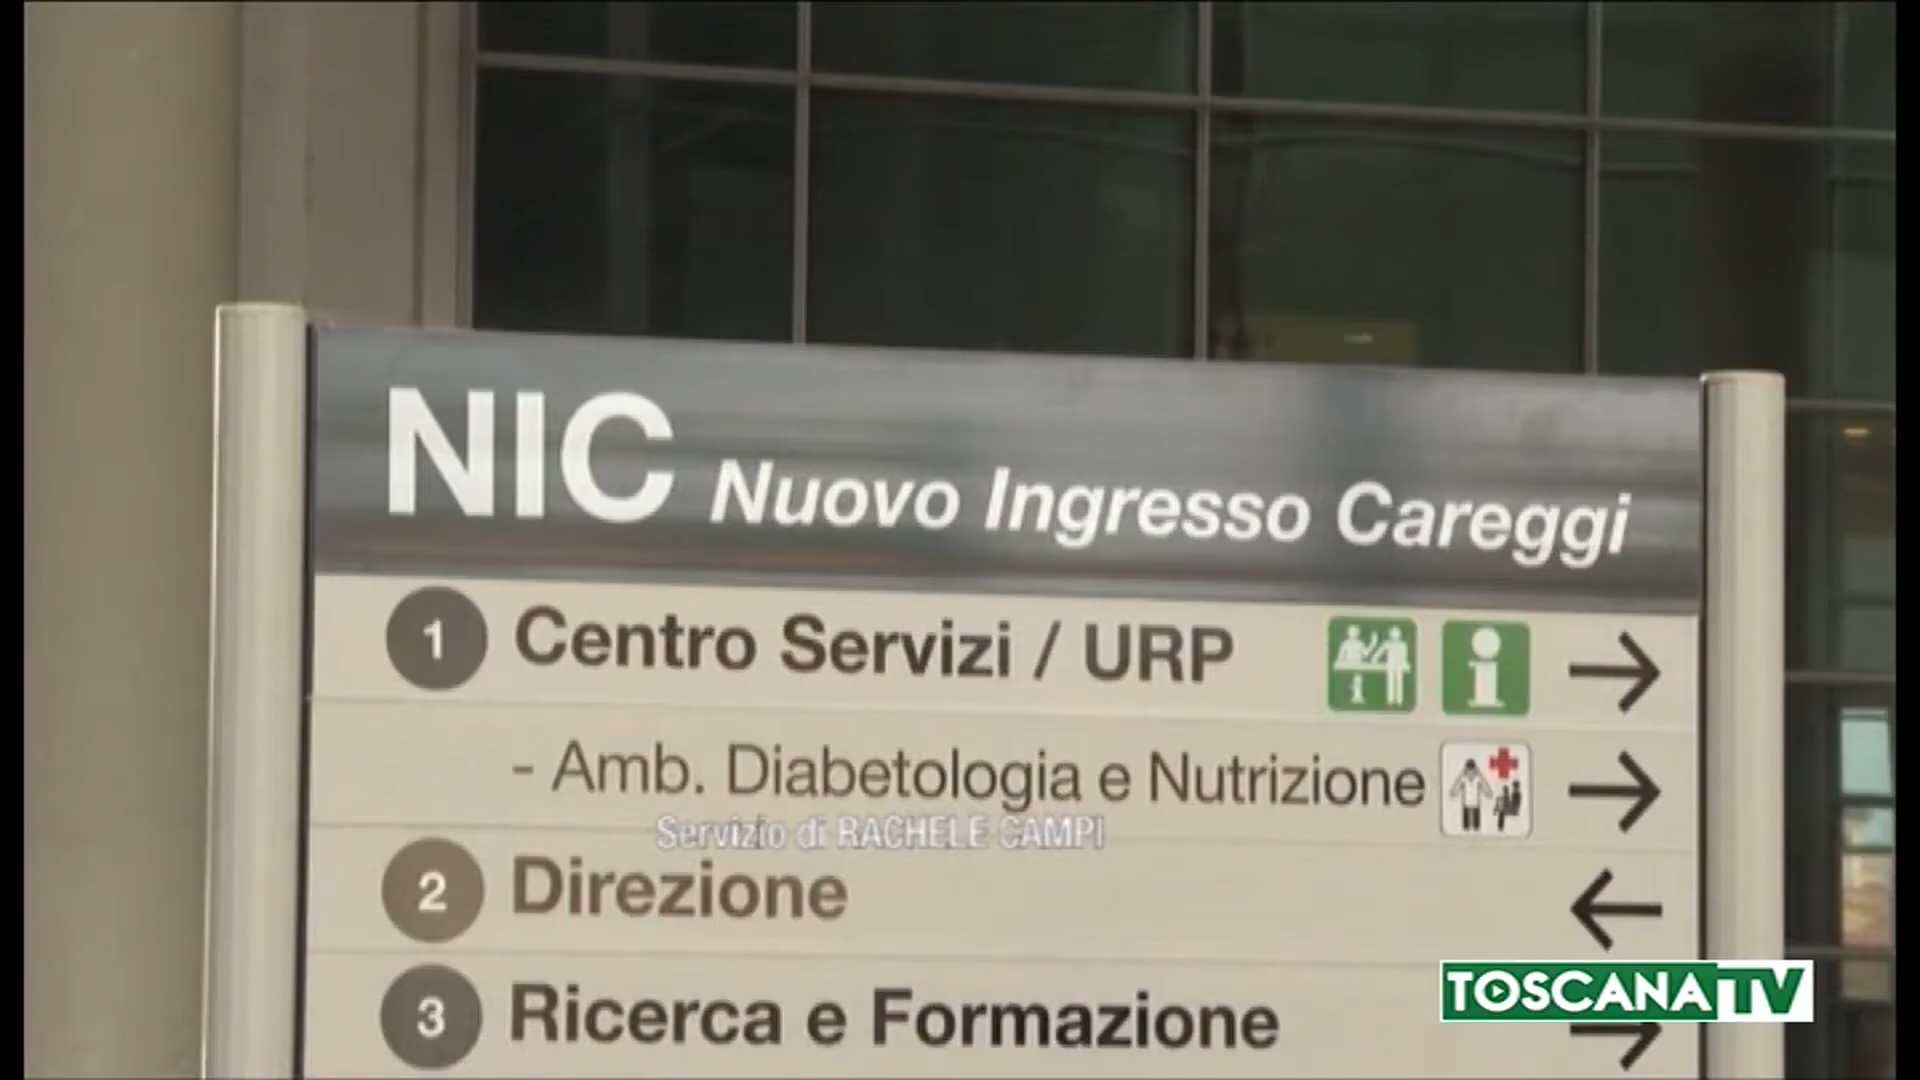 NIC Nuovo Ingresso Careggi
1 Centro Servizi / URP
- Amb. Diabetologia e Nutrizione
Servizio di RACHELE CAMPI
2 Direzione
3 Ricerca e Formazione
TOSCANA TV